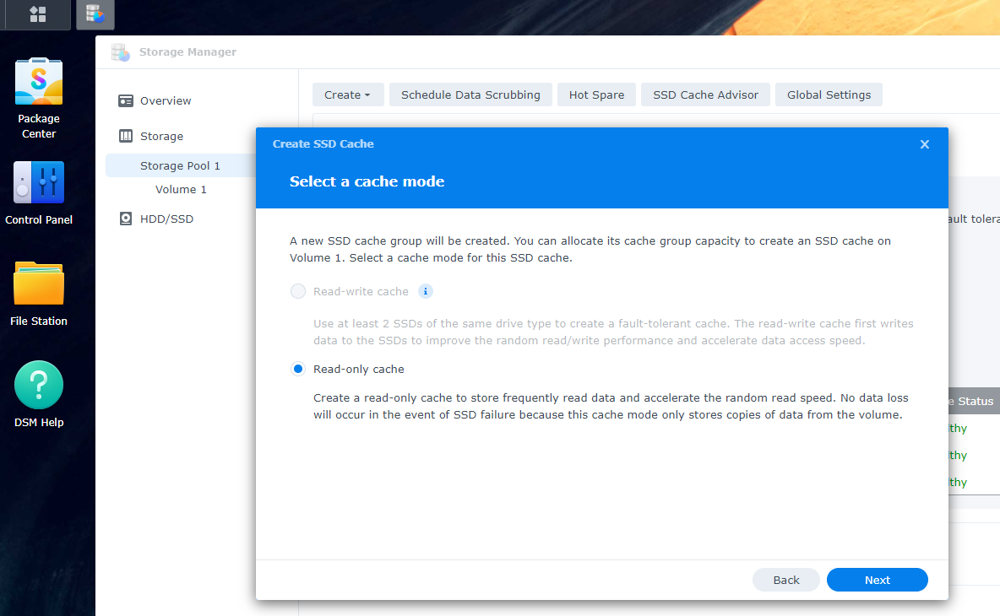 Storage Manager
Package
Center
Control Panel
File Station
DSM Help
Overview
Storage
Storage Pool 1
Volume 1
HDD/SSD
Create
Schedule Data Scrubbing
Hot Spare
SSD Cache Advisor
Global Settings
Create SSD Cache
X
Select a cache mode
A new SSD cache group will be created. You can allocate its cache group capacity to create an SSD cache on
Volume 1. Select a cache mode for this SSD cache.
Read-write cache i
Use at least 2 SSDs of the same drive type to create a fault-tolerant cache. The read-write cache first writes
data to the SSDs to improve the random read/write performance and accelerate data access speed.
Read-only cache
Create a read-only cache to store frequently read data and accelerate the random read speed. No data loss
will occur in the event of SSD failure because this cache mode only stores copies of data from the volume.
Back
Next
ault tolera
e Status
thy
thy
thy